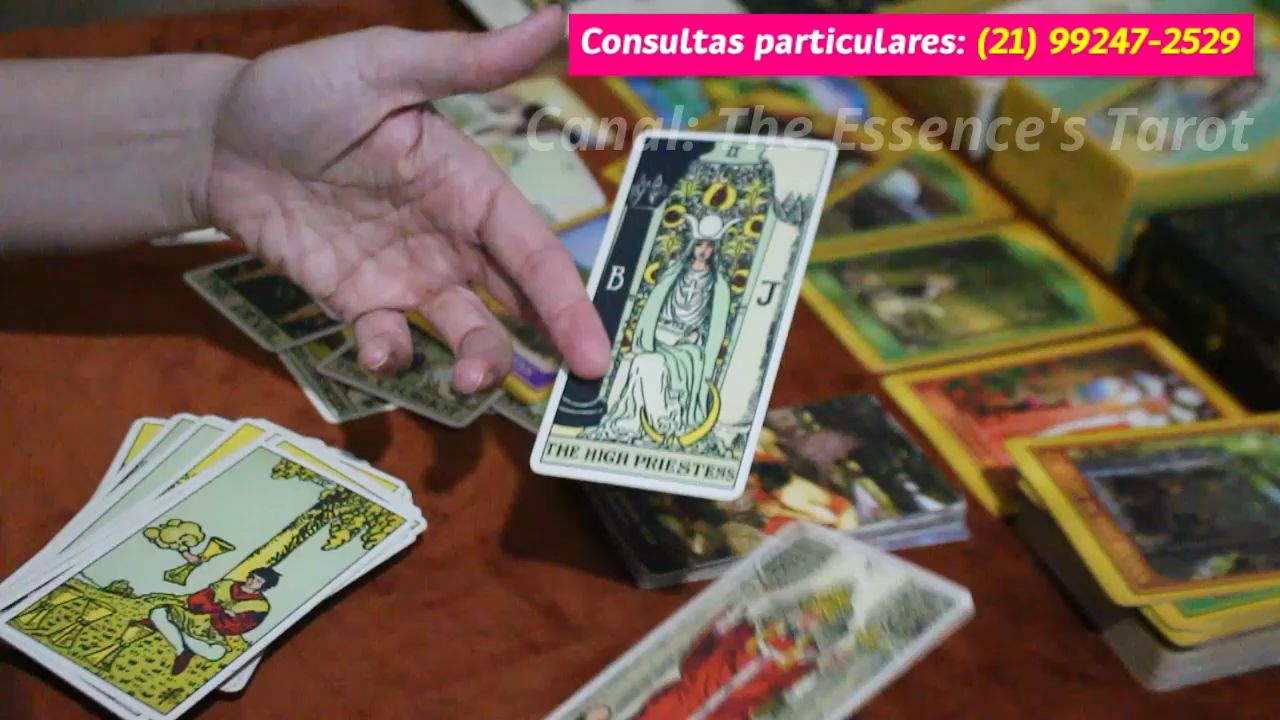 Consultas particulares: (21) 99247-2529
Canal: The Essence's Tarot
II
B J
THE HIGH PRIESTESS